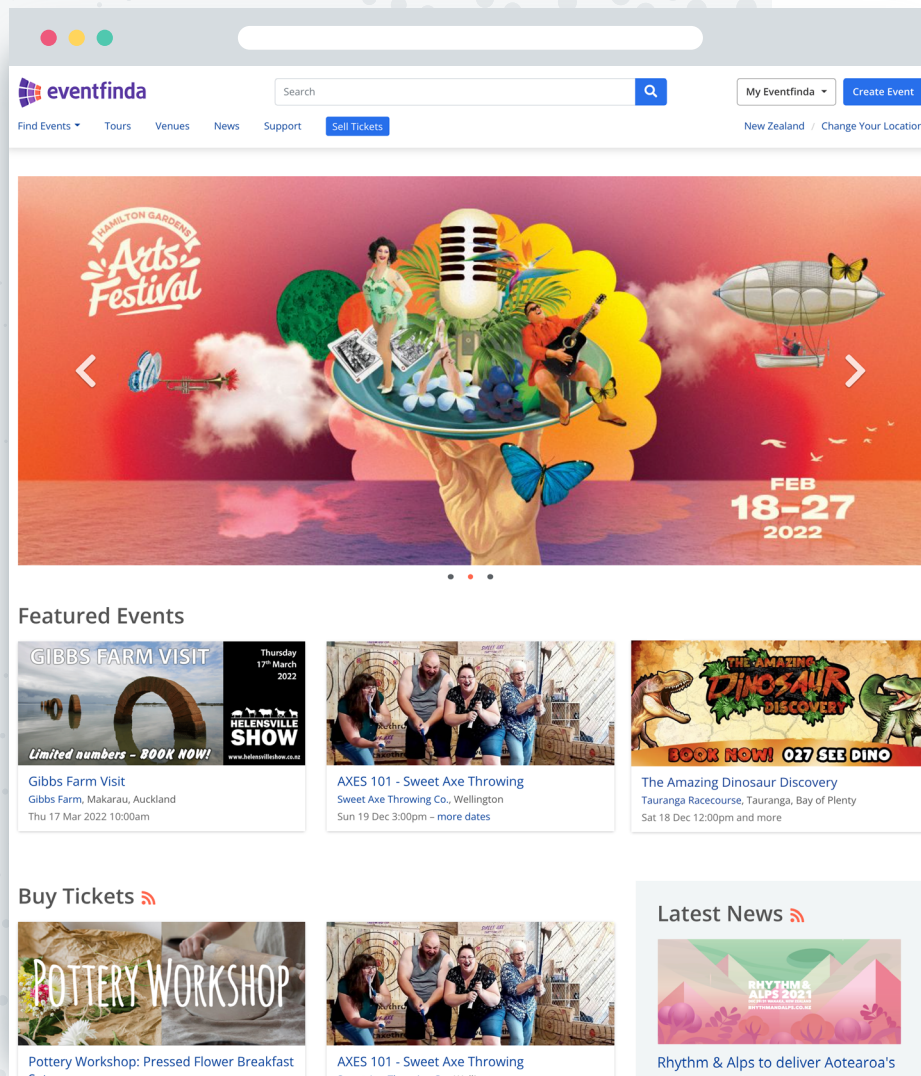 eventfinda
Search
My Eventfinda
Create Event
Find Events
Tours
Venues
News
Support
Sell Tickets
New Zealand / Change Your Location
HAMILTON GARDENS
Arts
Festival
FEB
18–27
2022
Featured Events
GIBBS FARM VISIT
Limited numbers – BOOK NOW!
Thursday
17th March
2022
HELENSVILLE
SHOW
www.helensvilleshow.co.nz
Gibbs Farm Visit
Gibbs Farm, Makarau, Auckland
Thu 17 Mar 2022 10:00am
AXES 101 - Sweet Axe Throwing
Sweet Axe Throwing Co., Wellington
Sun 19 Dec 3:00pm – more dates
THE AMAZING
DINOSAUR
DISCOVERY
BOOK NOW! 027 SEE DINO
The Amazing Dinosaur Discovery
Tauranga Racecourse, Tauranga, Bay of Plenty
Sat 18 Dec 12:00pm and more
Buy Tickets
POTTERY WORKSHOP
Pottery Workshop: Pressed Flower Breakfast
AXES 101 - Sweet Axe Throwing
Latest News
RHYTHM &
ALPS 2021
RHYTHMANDALPS.CO.NZ
Rhythm & Alps to deliver Aotearoa's